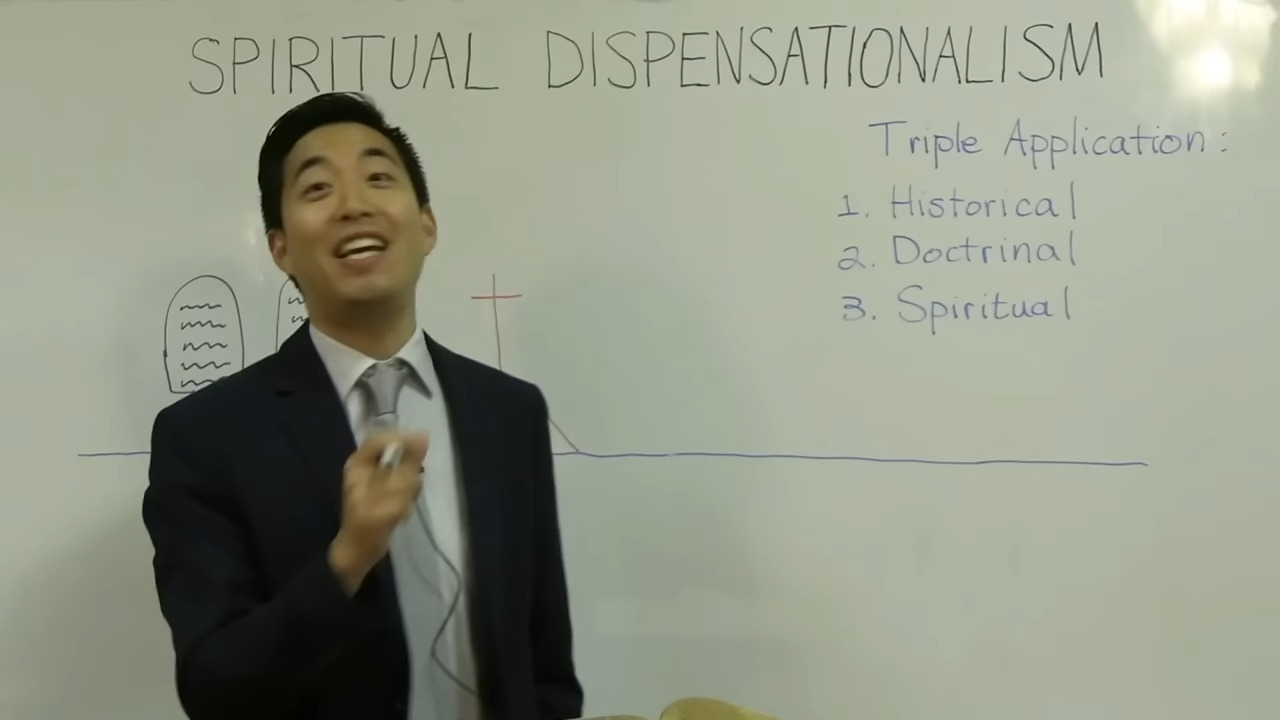 SPIRITUAL DISPENSATIONALISM
Triple Application:
1. Historical
2. Doctrinal
3. Spiritual